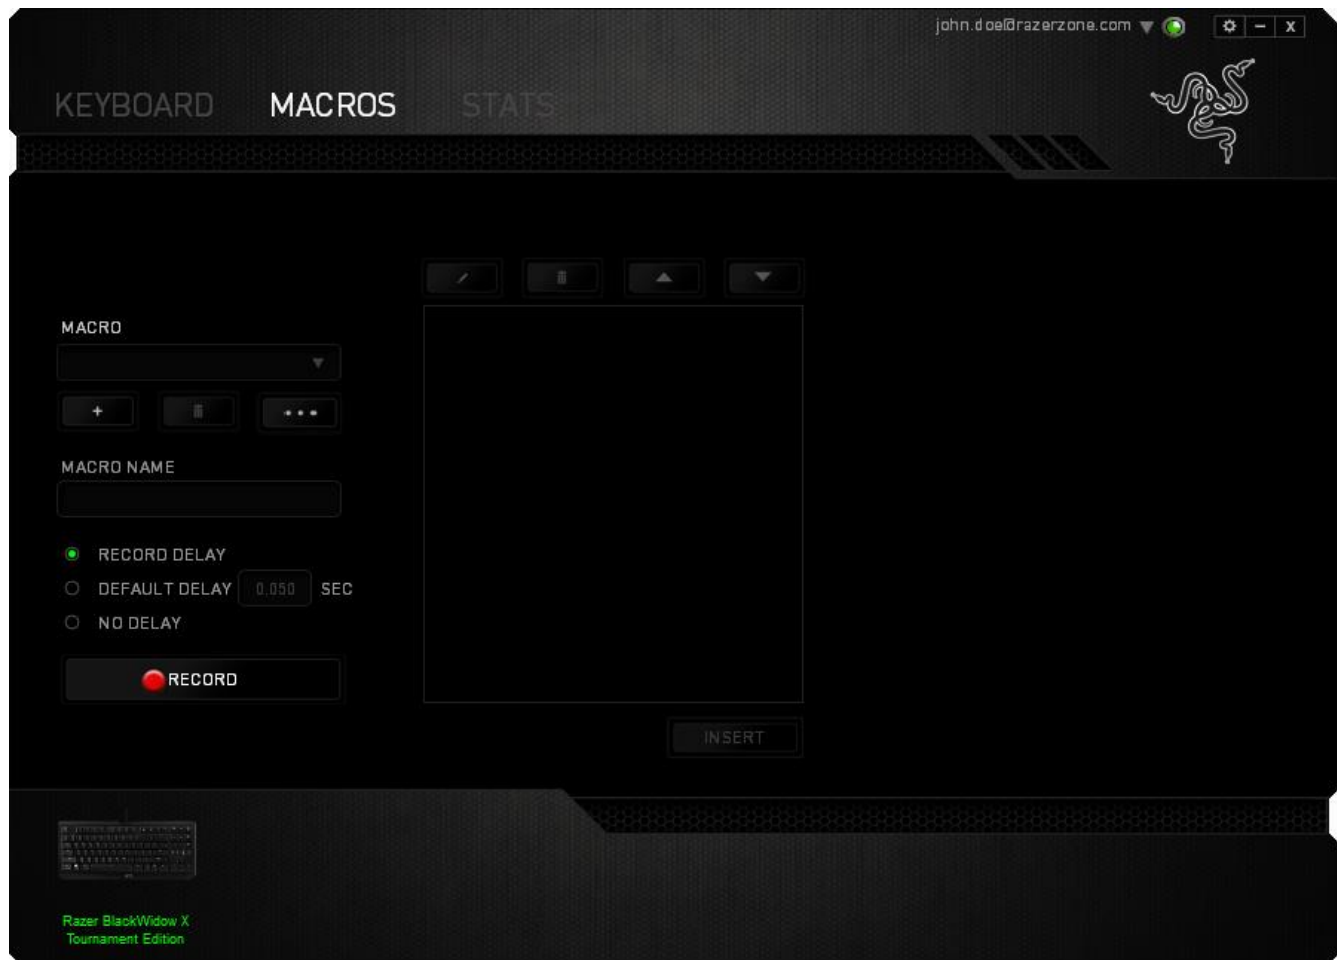 john.doe@razerzone.com
KEYBOARD MACROS STATS
MACRO
MACRO NAME
RECORD DELAY
DEFAULT DELAY 0.050 SEC
NO DELAY
RECORD
INSERT
Razer BlackWidow X
Tournament Edition